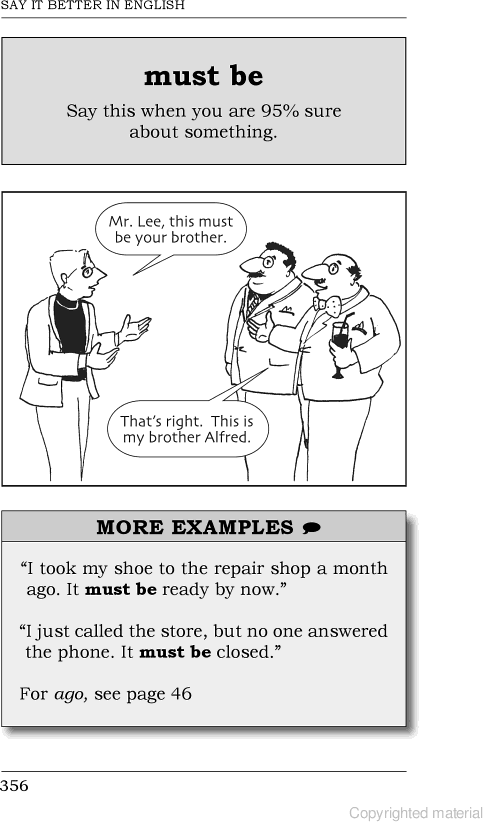 SAY IT BETTER IN ENGLISH
must be
Say this when you are 95% sure
about something.
Mr. Lee, this must
be your brother.
That's right. This is
my brother Alfred.
MORE EXAMPLES
“I took my shoe to the repair shop a month
ago. It must be ready by now.”
“I just called the store, but no one answered
the phone. It must be closed.”
For ago, see page 46
356
Copyrighted material